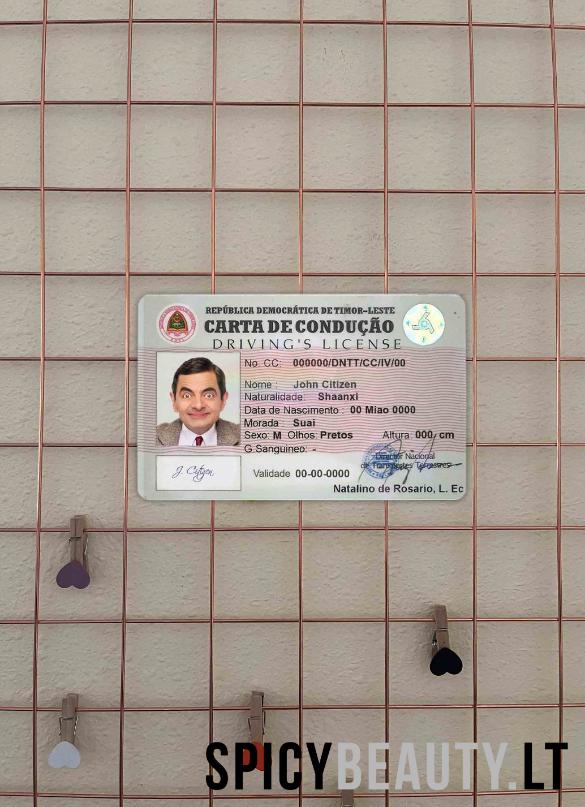 REPÚBLICA DEMOCRÁTICA DE TIMOR-LESTE
CARTA DE CONDUÇÃO
DRIVING'S LICENSE
No. CC: 000000/DNTT/CC/IV/00
Nome : John Citizen
Naturalidade: Shaanxi
Data de Nascimento : 00 Miao 0000
Morada : Suai
Sexo: M Olhos: Pretos Altura 000, cm
G.Sanguineo: -
Director Nacional
de Transportes Terrestres
J. Citizen
Validade 00-00-0000
Natalino de Rosario, L. Ec
SPICYBEAUTY.LT